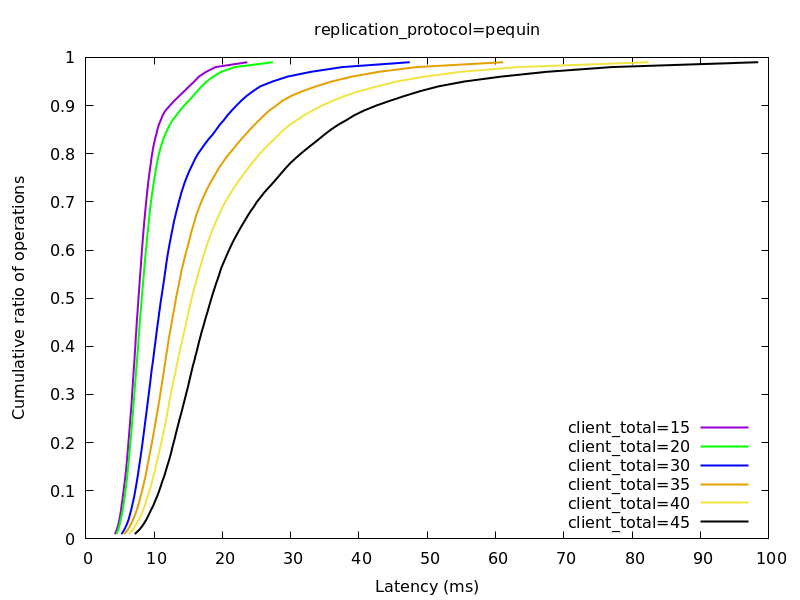 replication_protocol=pequin
1
0.9
0.8
0.7
0.6
0.5
0.4
0.3
0.2
0.1
0
Cumulative ratio of operations
client_total=15
client_total=20
client_total=30
client_total=35
client_total=40
client_total=45
0 10 20 30 40 50 60 70 80 90 100
Latency (ms)